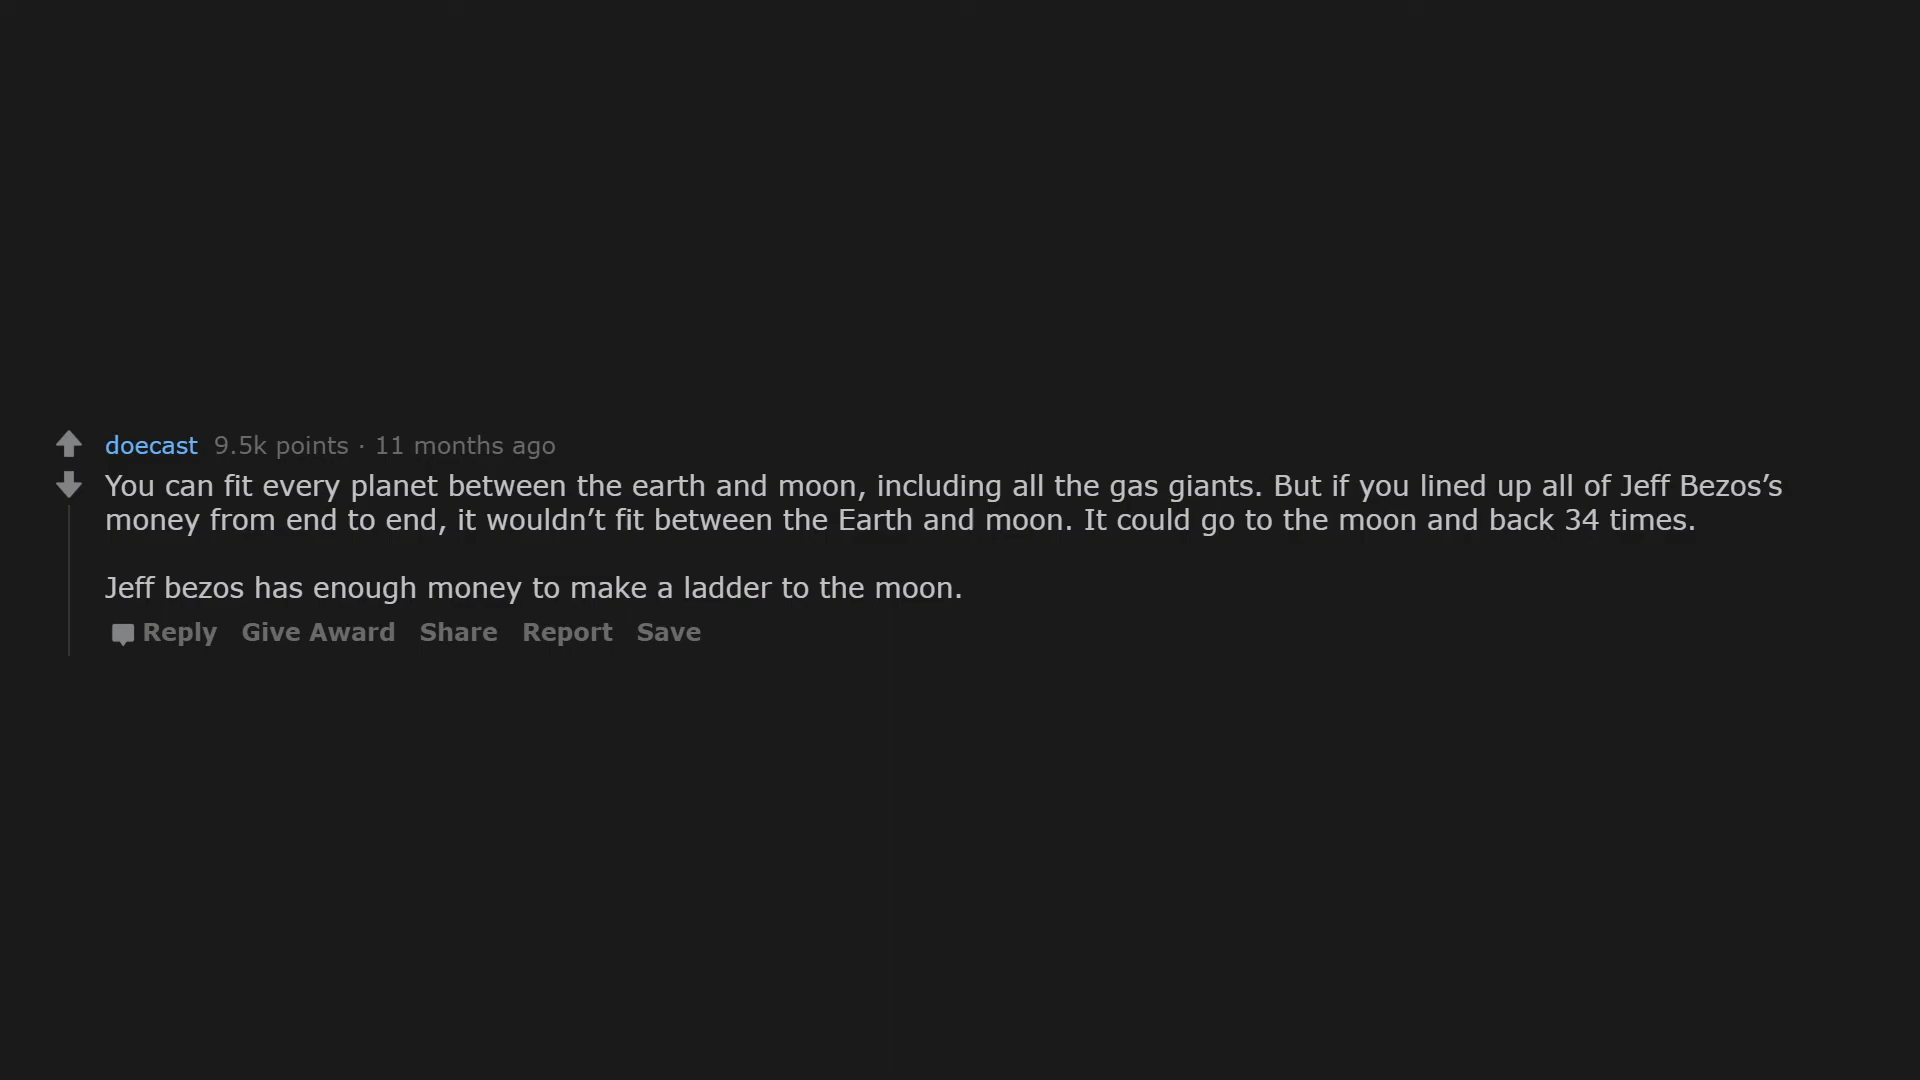 doecast 9.5k points · 11 months ago
You can fit every planet between the earth and moon, including all the gas giants. But if you lined up all of Jeff Bezos’s
money from end to end, it wouldn’t fit between the Earth and moon. It could go to the moon and back 34 times.
Jeff bezos has enough money to make a ladder to the moon.
Reply Give Award Share Report Save